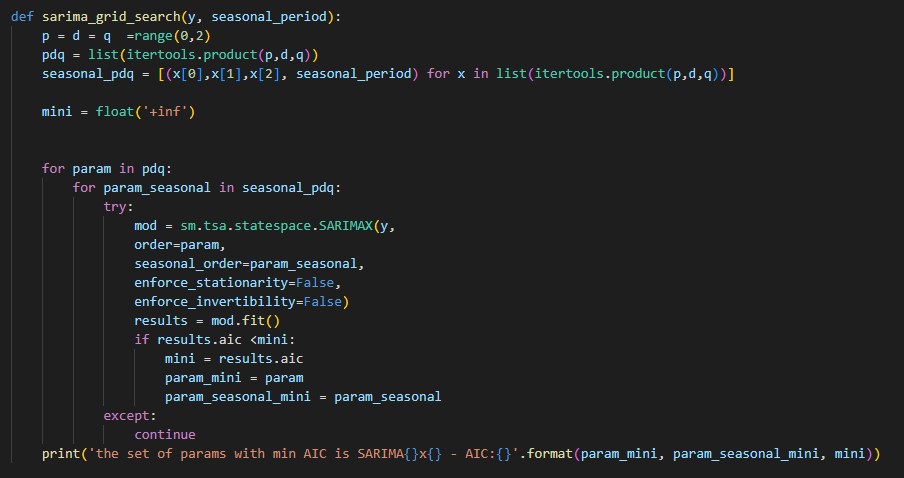 def sarima_grid_search(y, seasonal_period):
    p = d = q  =range(0,2)
    pdq = list(itertools.product(p,d,q))
    seasonal_pdq = [(x[0],x[1],x[2], seasonal_period) for x in list(itertools.product(p,d,q))]

    mini = float('+inf')


    for param in pdq:
        for param_seasonal in seasonal_pdq:
            try:
                mod = sm.tsa.statespace.SARIMAX(y,
                order=param,
                seasonal_order=param_seasonal,
                enforce_stationarity=False,
                enforce_invertibility=False)
                results = mod.fit()
                if results.aic <mini:
                    mini = results.aic
                    param_mini = param
                    param_seasonal_mini = param_seasonal
            except:
                continue
    print('the set of params with min AIC is SARIMA{}x{} - AIC:{}'.format(param_mini, param_seasonal_mini, mini))